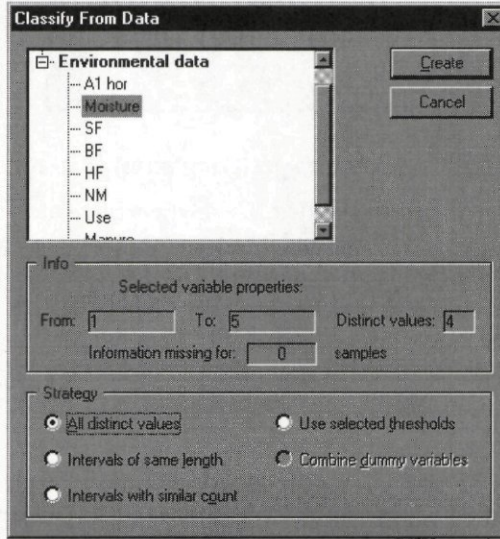 Classify From Data
Environmental data
A1 hor
Moisture
SF
BF
HF
NM
Use
Manure
Create
Cancel
Info
Selected variable properties:
From: 1 To: 5 Distinct values: 4
Information missing for: 0 samples
Strategy
All distinct values Use selected thresholds
Intervals of same length Combine dummy variables
Intervals with similar count